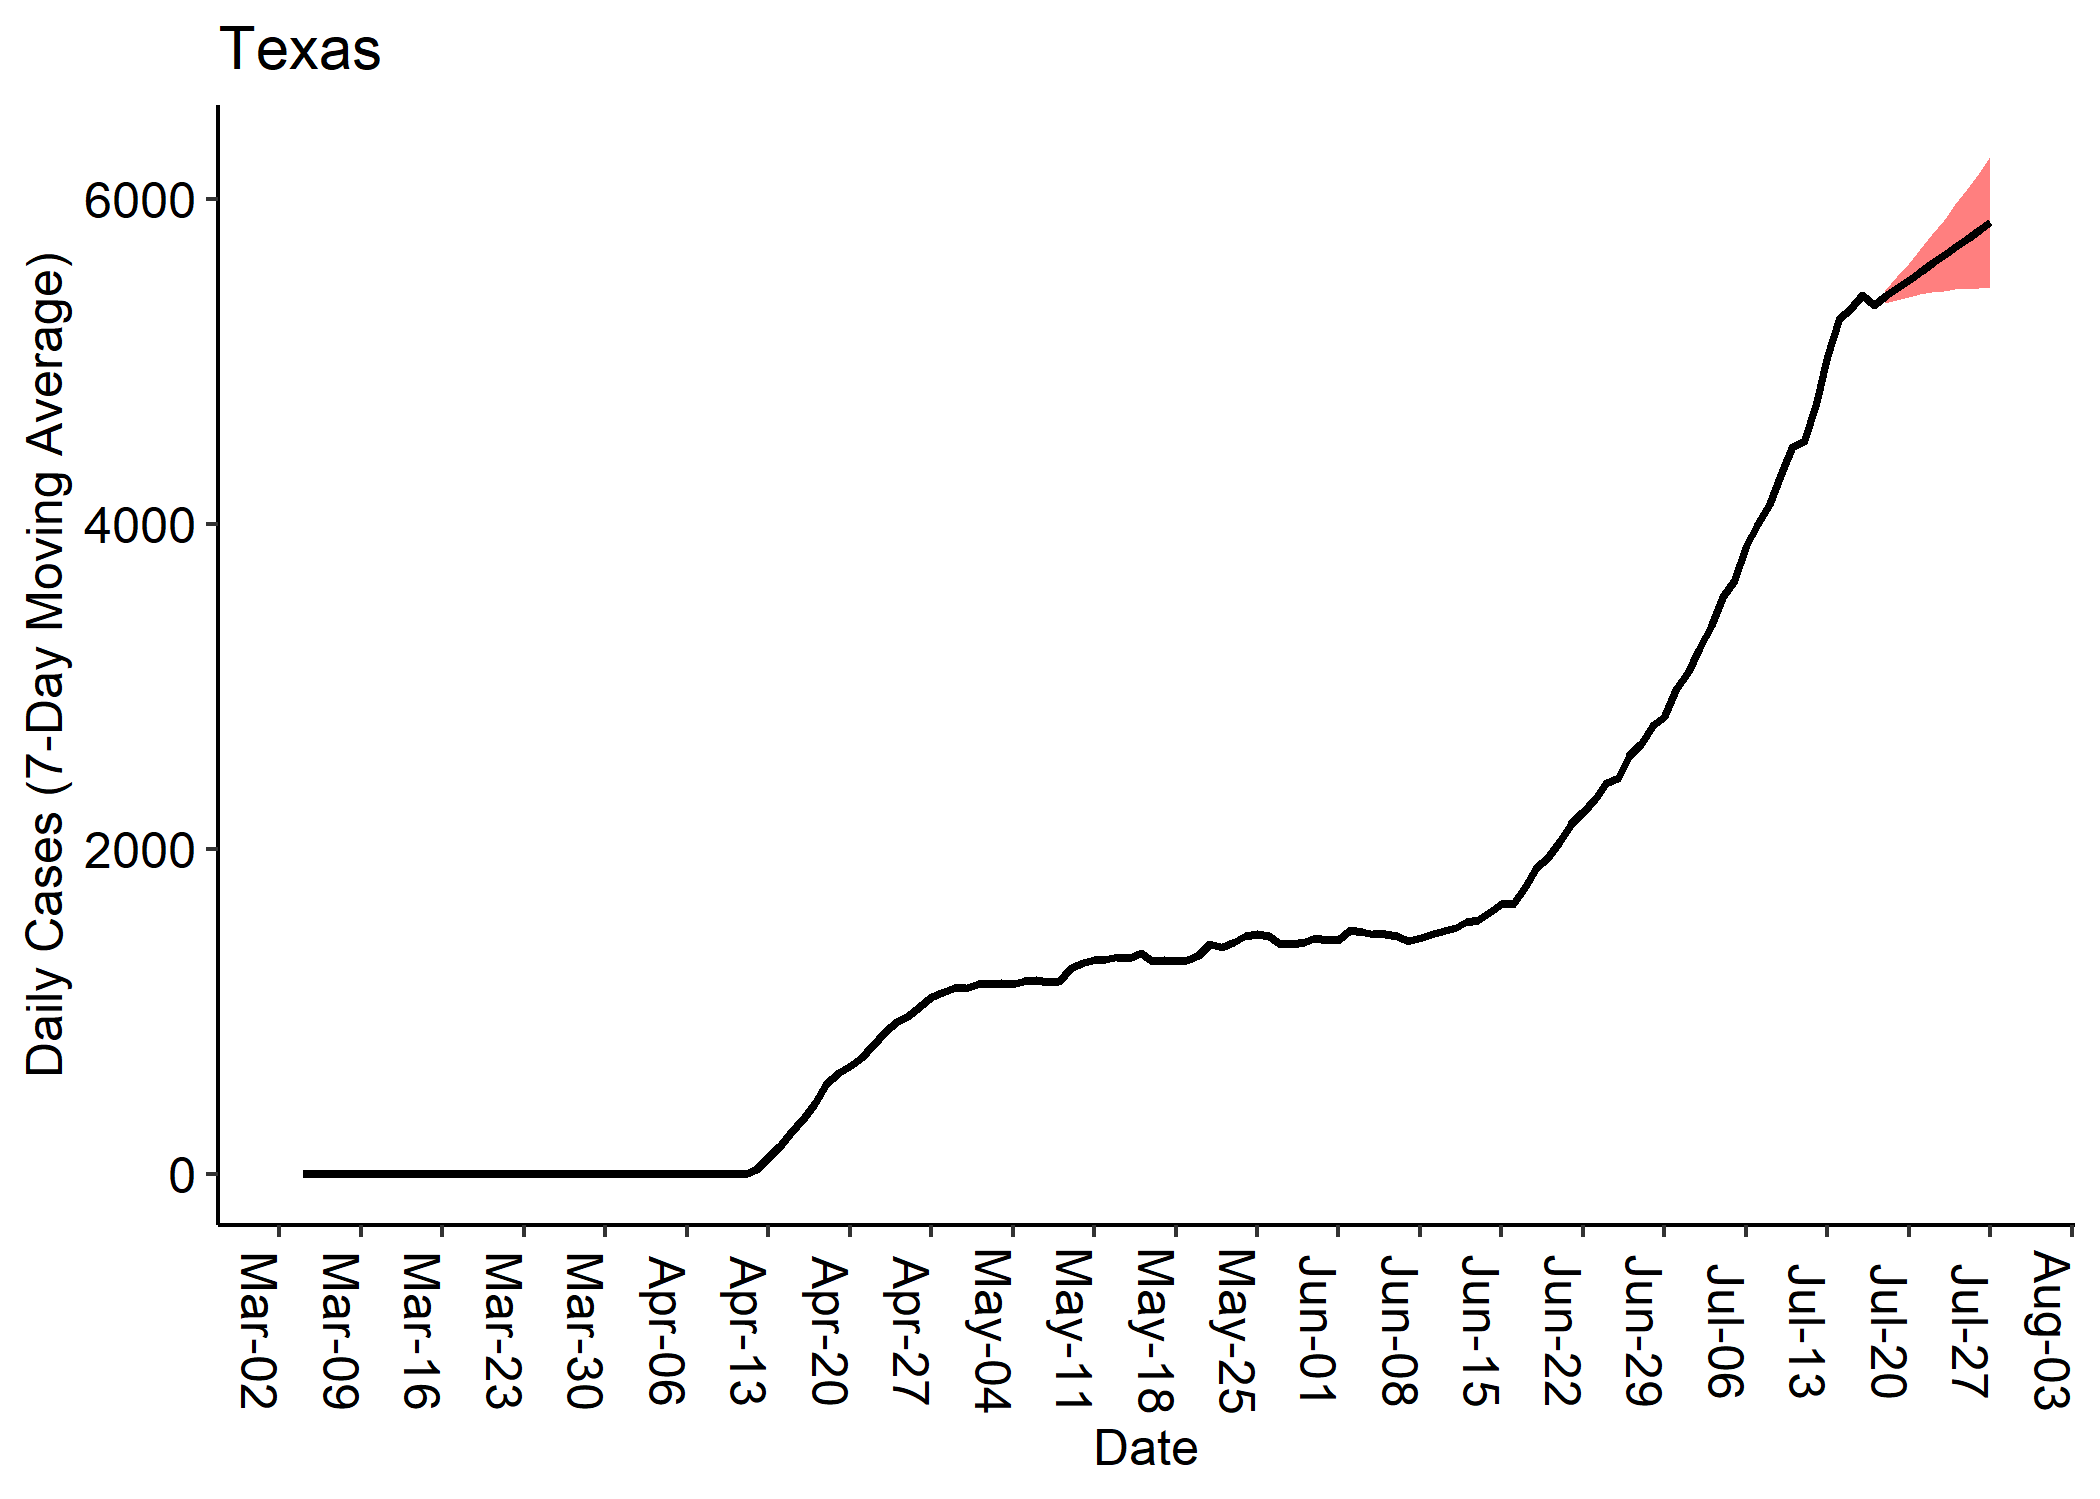 Texas
Daily Cases (7-Day Moving Average)
6000
4000
2000
0
Mar-02
Mar-09
Mar-16
Mar-23
Mar-30
Apr-06
Apr-13
Apr-20
Apr-27
May-04
May-11
May-18
May-25
Jun-01
Jun-08
Jun-15
Jun-22
Jun-29
Jul-06
Jul-13
Jul-20
Jul-27
Aug-03
Date